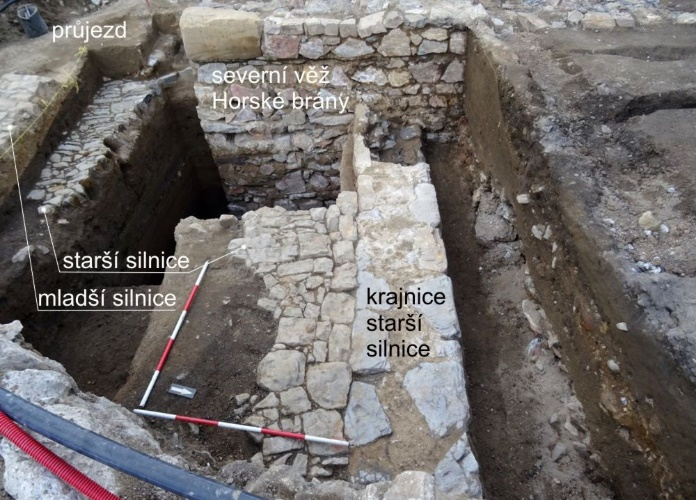 průjezd
severní věž
Horské brány
starší silnice
mladší silnice
krajnice
starší
silnice